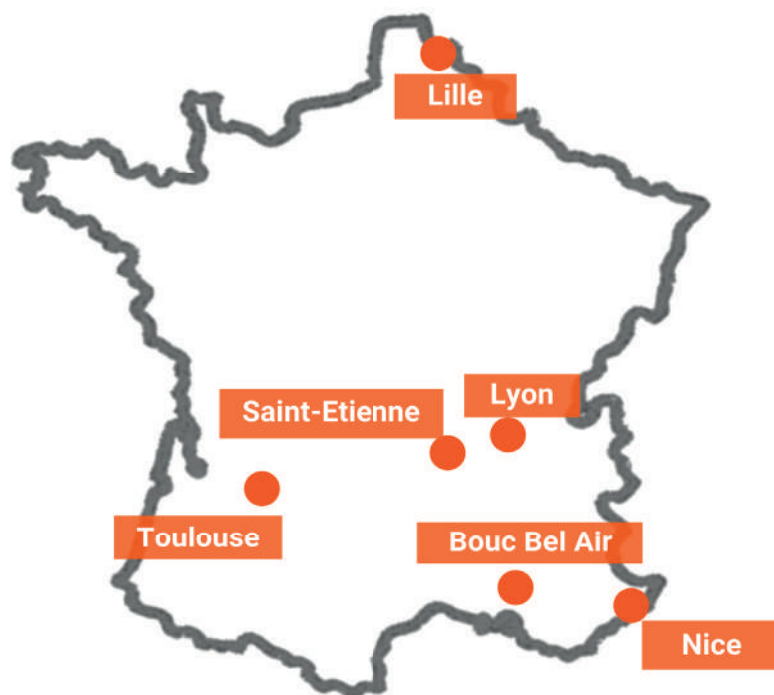 Lille
Lyon
Saint-Etienne
Toulouse
Bouc Bel Air
Nice